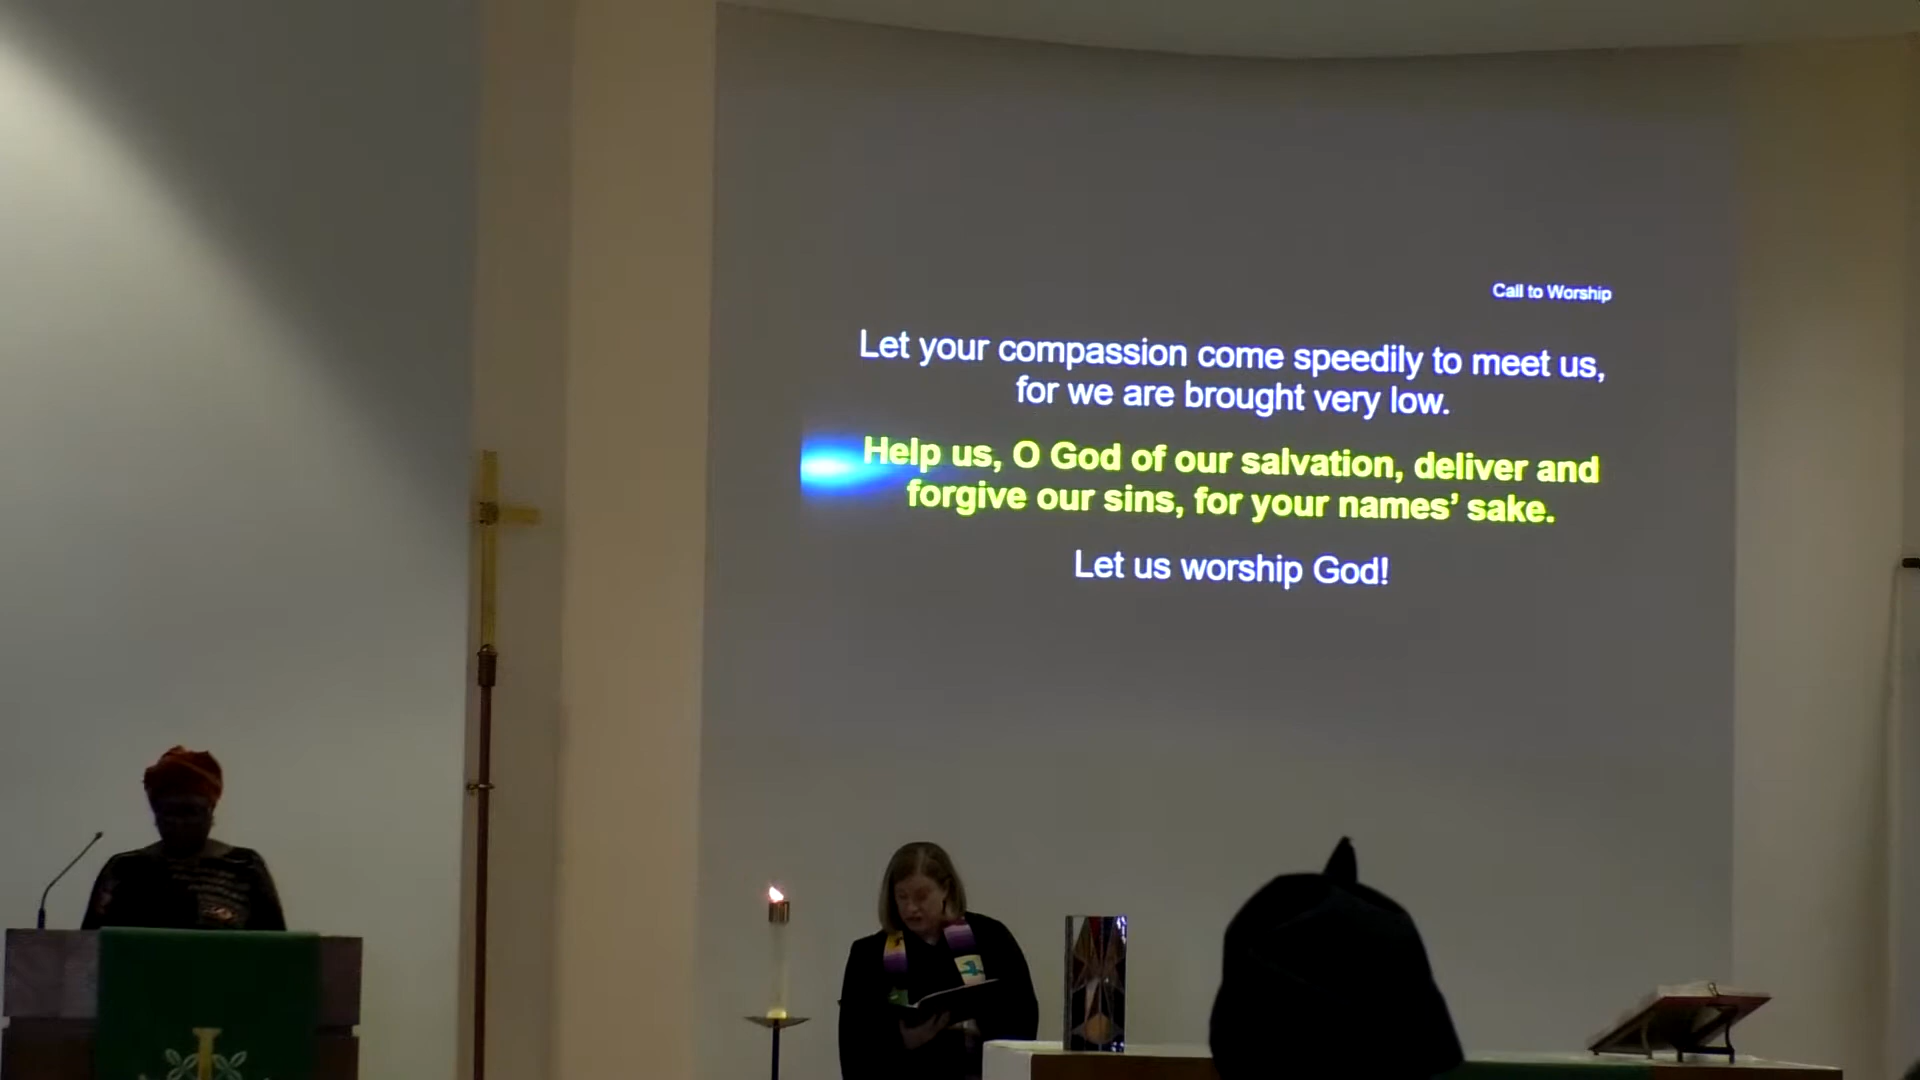 Call to Worship
Let your compassion come speedily to meet us,
for we are brought very low.
Help us, O God of our salvation, deliver and
forgive our sins, for your names’ sake.
Let us worship God!